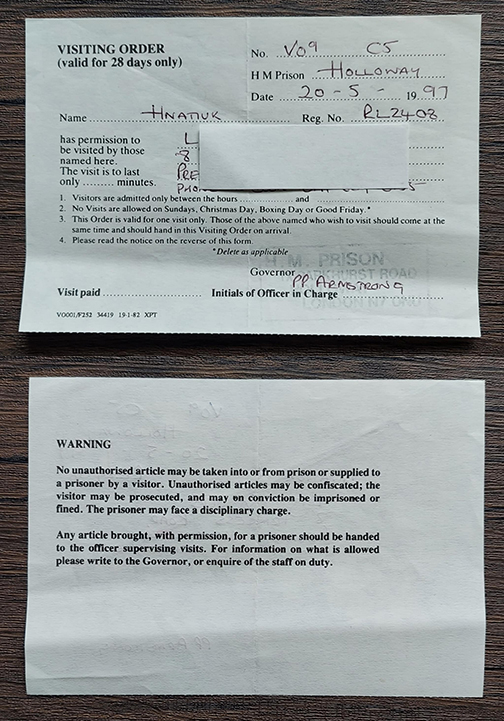 VISITING ORDER
(valid for 28 days only)
No. VO9 C5
H M Prison HOLLOWAY
Date 20-5- 1997
Name HNATIUK Reg. No. RL2408
has permission to
be visited by those
named here.
The visit is to last
only ......... minutes.
1. Visitors are admitted only between the hours ............ and ............
2. No Visits are allowed on Sundays, Christmas Day, Boxing Day or Good Friday.*
3. This Order is valid for one visit only. Those of the above named who wish to visit should come at the
same time and should hand in this Visiting Order on arrival.
4. Please read the notice on the reverse of this form.
*Delete as applicable
H. M. PRISON
PARKHURST ROAD
LONDON N7 0NU
Governor
PP ARMSTRONG
Visit paid ............... Initials of Officer in Charge
VO001/F252 34419 19-1-82 XPT
WARNING
No unauthorised article may be taken into or from prison or supplied to
a prisoner by a visitor. Unauthorised articles may be confiscated; the
visitor may be prosecuted, and may on conviction be imprisoned or
fined. The prisoner may face a disciplinary charge.
Any article brought, with permission, for a prisoner should be handed
to the officer supervising visits. For information on what is allowed
please write to the Governor, or enquire of the staff on duty.